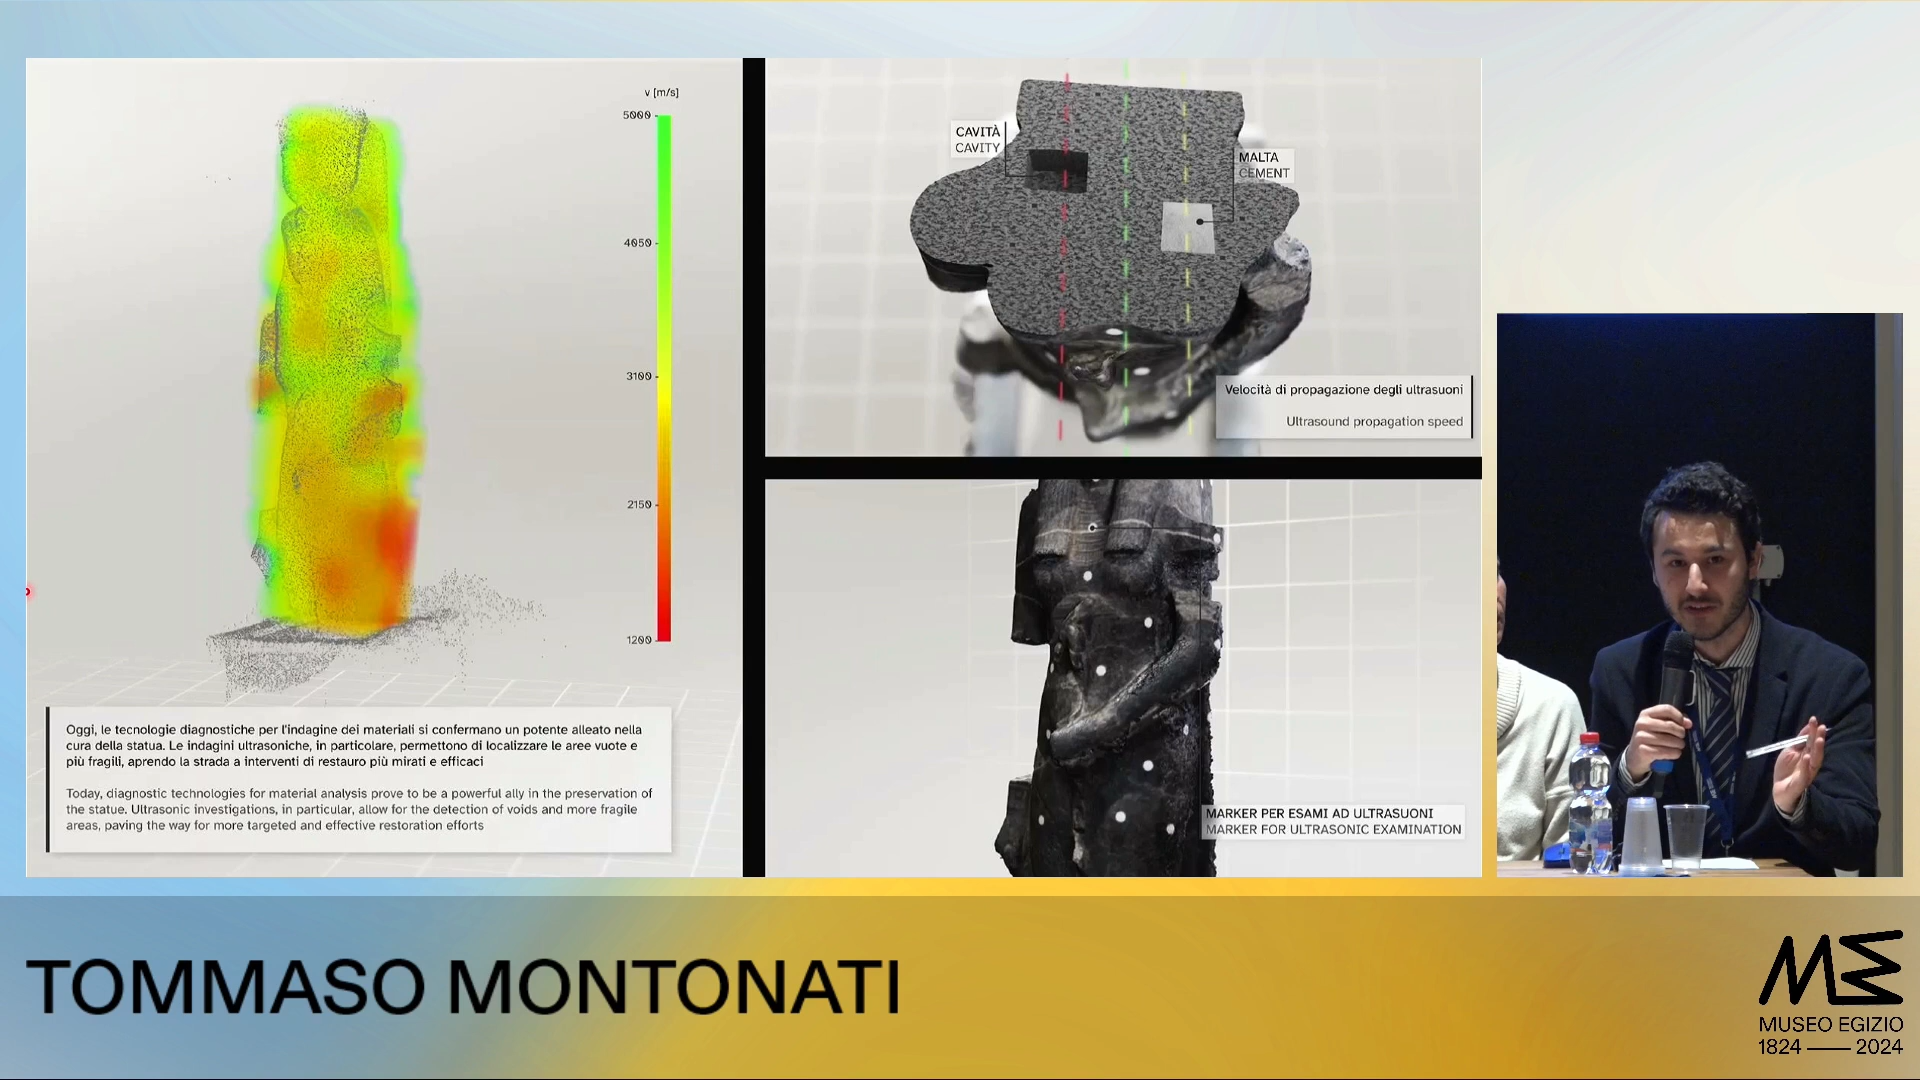 v [m/s]
5000
4050
3100
2150
1200
Oggi, le tecnologie diagnostiche per l'indagine dei materiali si confermano un potente alleato nella
cura della statua. Le indagini ultrasoniche, in particolare, permettono di localizzare le aree vuote e
più fragili, aprendo la strada a interventi di restauro più mirati e efficaci
Today, diagnostic technologies for material analysis prove to be a powerful ally in the preservation of
the statue. Ultrasonic investigations, in particular, allow for the detection of voids and more fragile
areas, paving the way for more targeted and effective restoration efforts
CAVITÀ
CAVITY
MALTA
CEMENT
Velocità di propagazione degli ultrasuoni
Ultrasound propagation speed
MARKER PER ESAMI AD ULTRASUONI
MARKER FOR ULTRASONIC EXAMINATION
TOMMASO MONTONATI
ME
MUSEO EGIZIO
1824 — 2024